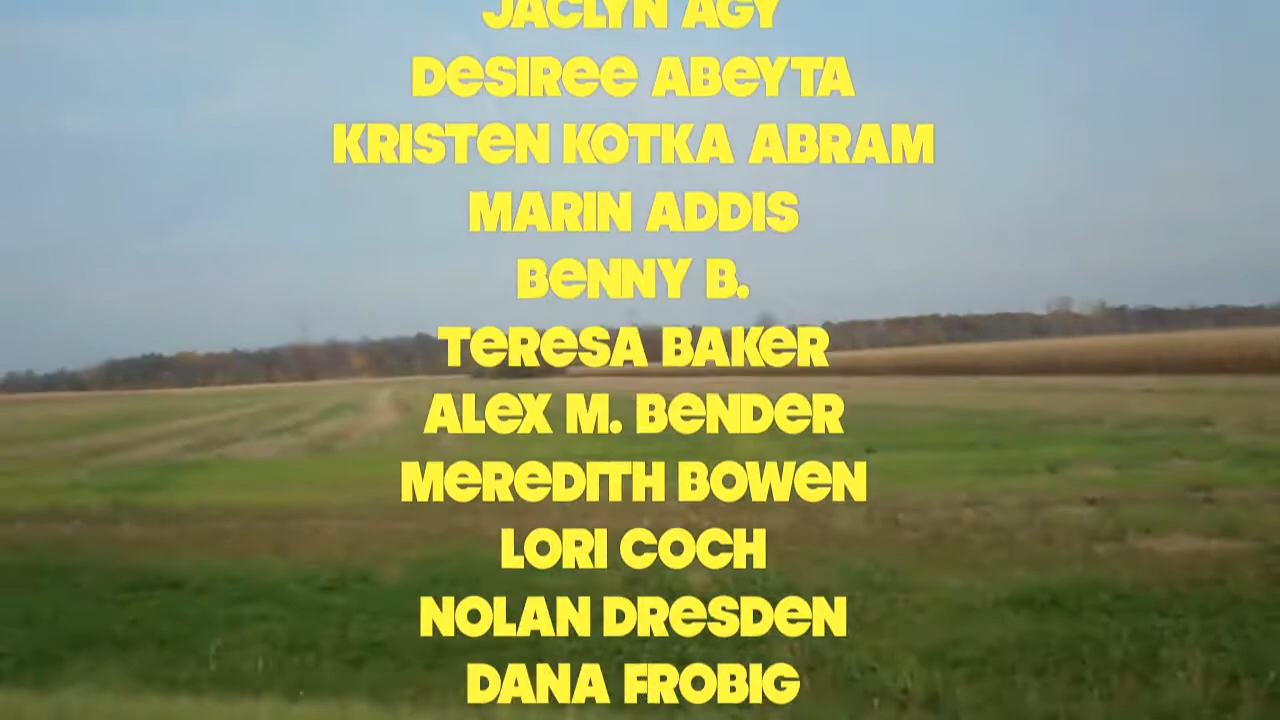 JACLYN AGY
DeSIRee ABeYTA
KRISTeN KOTKA ABRAM
MARIN ADDIS
BeNNY B.
TeReSA BAKeR
ALeX M. BeNDeR
MeReDITH BOWeN
LORI COCH
NOLAN DReSDeN
DANA FROBIG